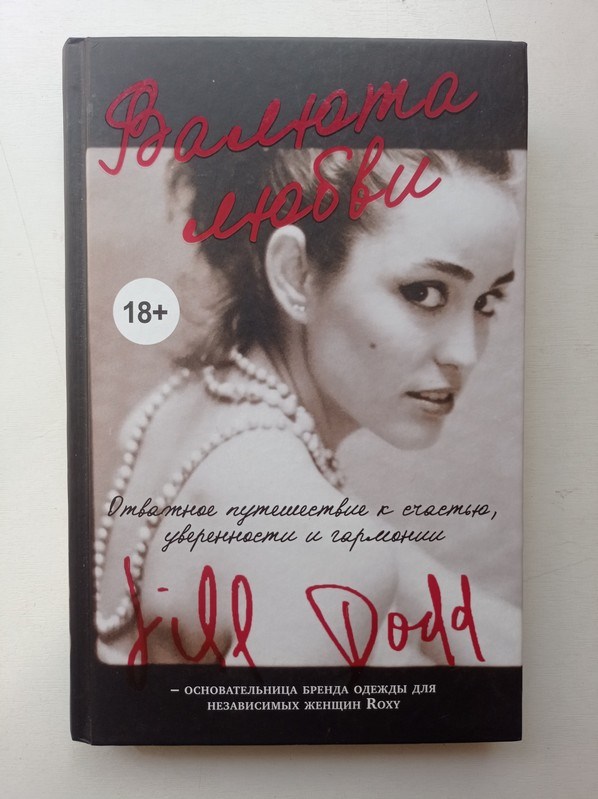 Валюта
любви
18+
Отважное путешествие к счастью,
уверенности и гармонии
Jill Dodd
– основательница бренда одежды для
независимых женщин Roxy